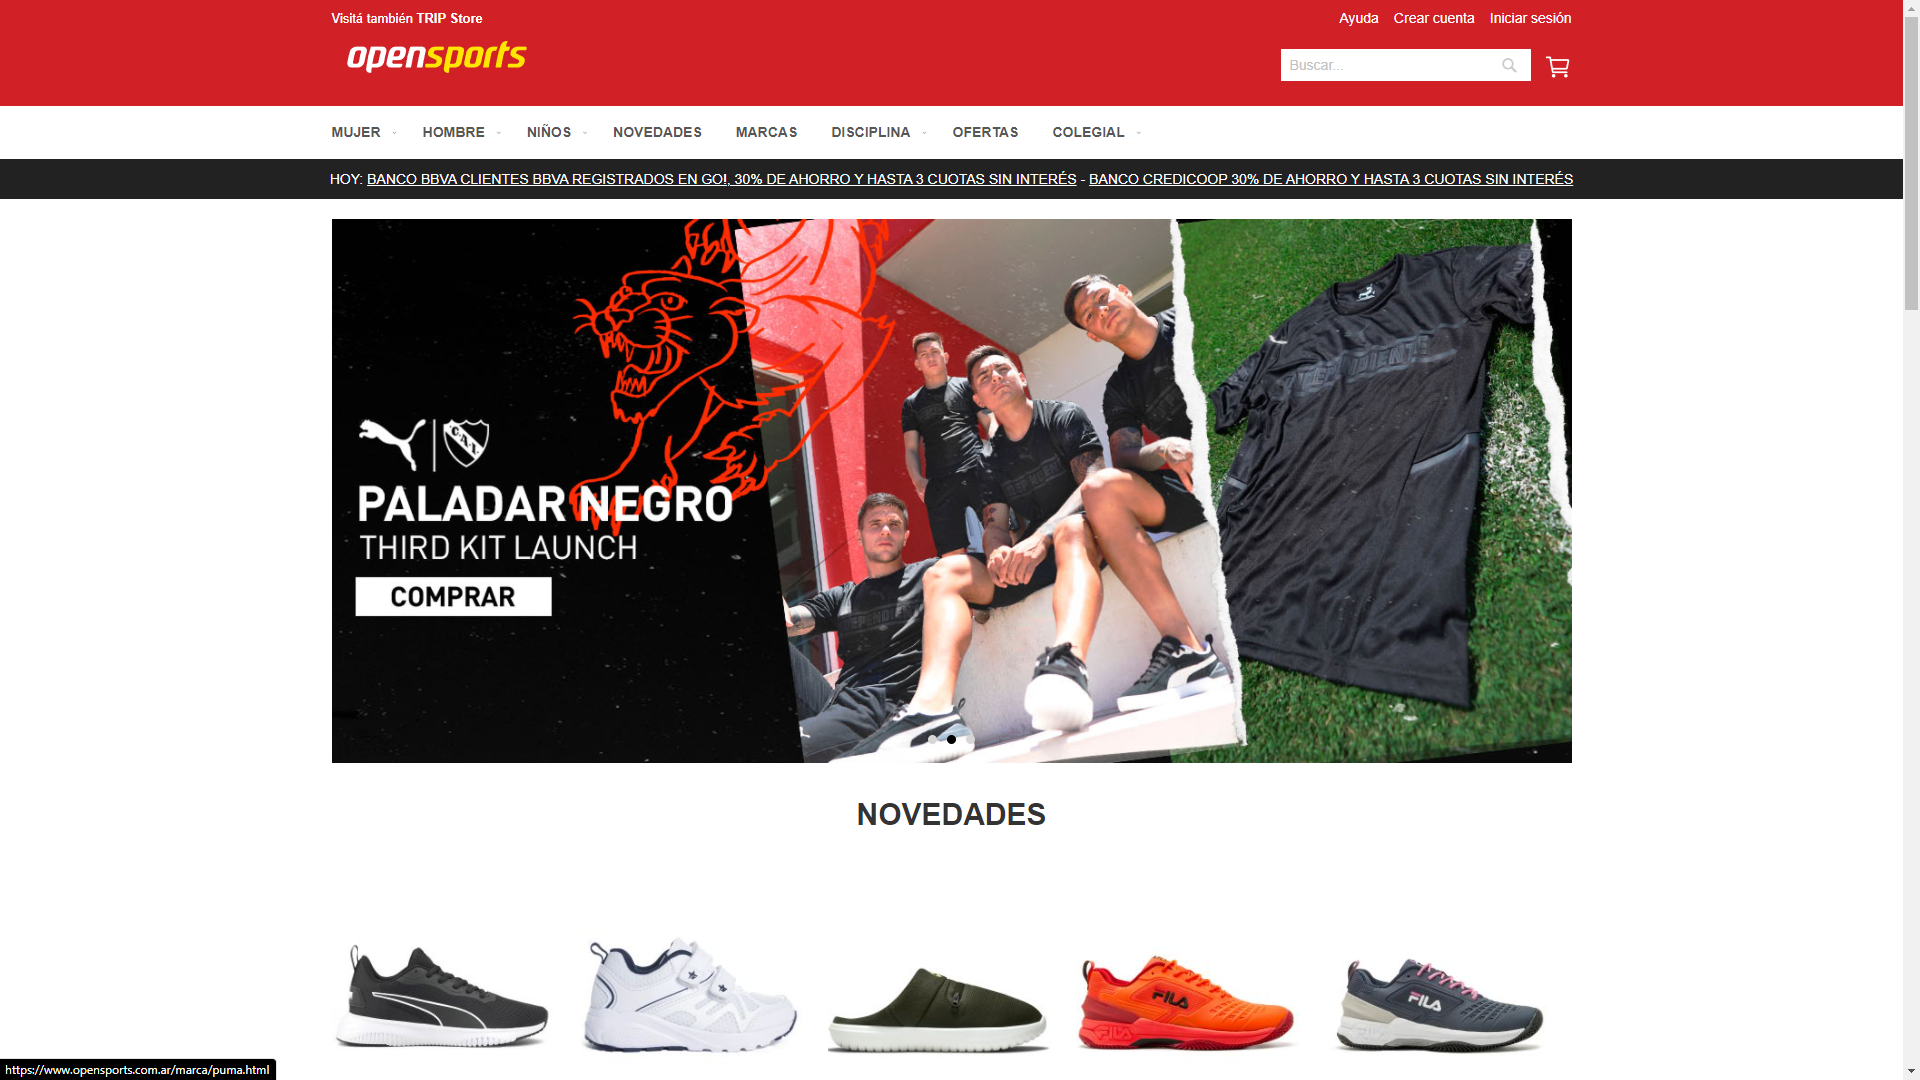 Visitá también TRIP Store
Ayuda Crear cuenta Iniciar sesión
opensports
Buscar...
MUJER HOMBRE NIÑOS NOVEDADES MARCAS DISCIPLINA OFERTAS COLEGIAL
HOY: BANCO BBVA CLIENTES BBVA REGISTRADOS EN GO!, 30% DE AHORRO Y HASTA 3 CUOTAS SIN INTERÉS - BANCO CREDICOOP 30% DE AHORRO Y HASTA 3 CUOTAS SIN INTERÉS
PALADAR NEGRO
THIRD KIT LAUNCH
COMPRAR
NOVEDADES
FILA
FILA
https://www.opensports.com.ar/marca/puma.html